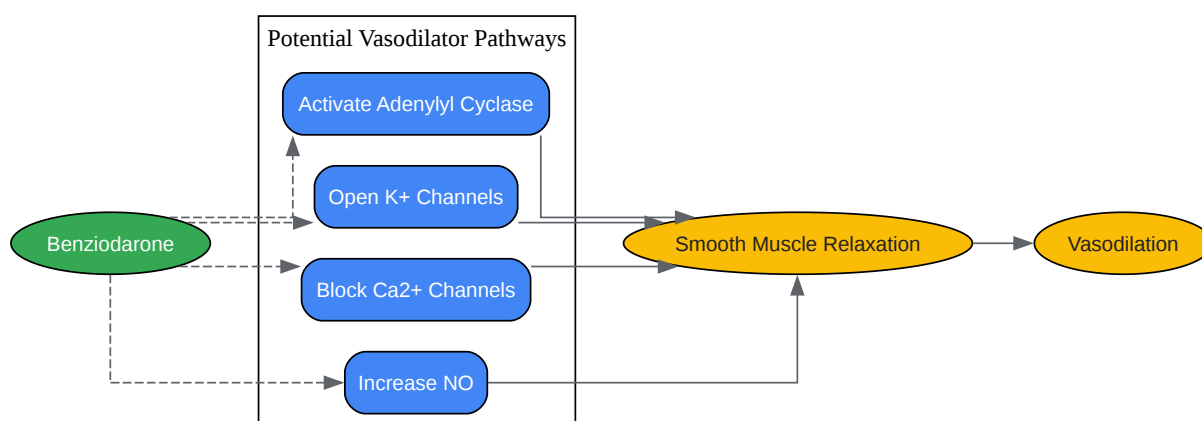 Potential Vasodilator Pathways
Activate Adenylyl Cyclase
Open K+ Channels
Benziodarone
Smooth Muscle Relaxation
Vasodilation
Block Ca2+ Channels
Increase NO